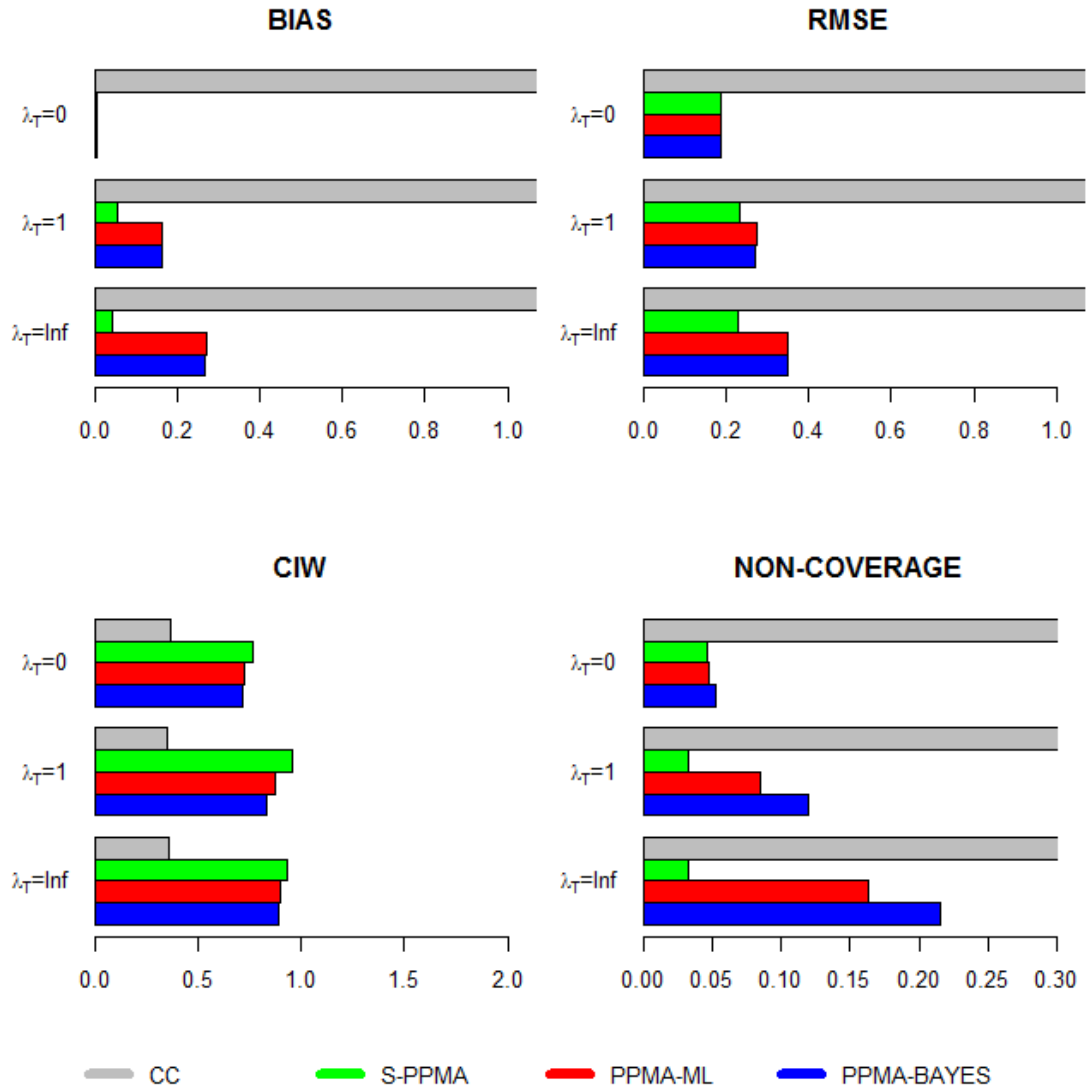 BIAS
λT=0
λT=1
λT=Inf
0.0 0.2 0.4 0.6 0.8 1.0
RMSE
λT=0
λT=1
λT=Inf
0.0 0.2 0.4 0.6 0.8 1.0
CIW
λT=0
λT=1
λT=Inf
0.0 0.5 1.0 1.5 2.0
NON-COVERAGE
λT=0
λT=1
λT=Inf
0.00 0.05 0.10 0.15 0.20 0.25 0.30
CC S-PPMA PPMA-ML PPMA-BAYES